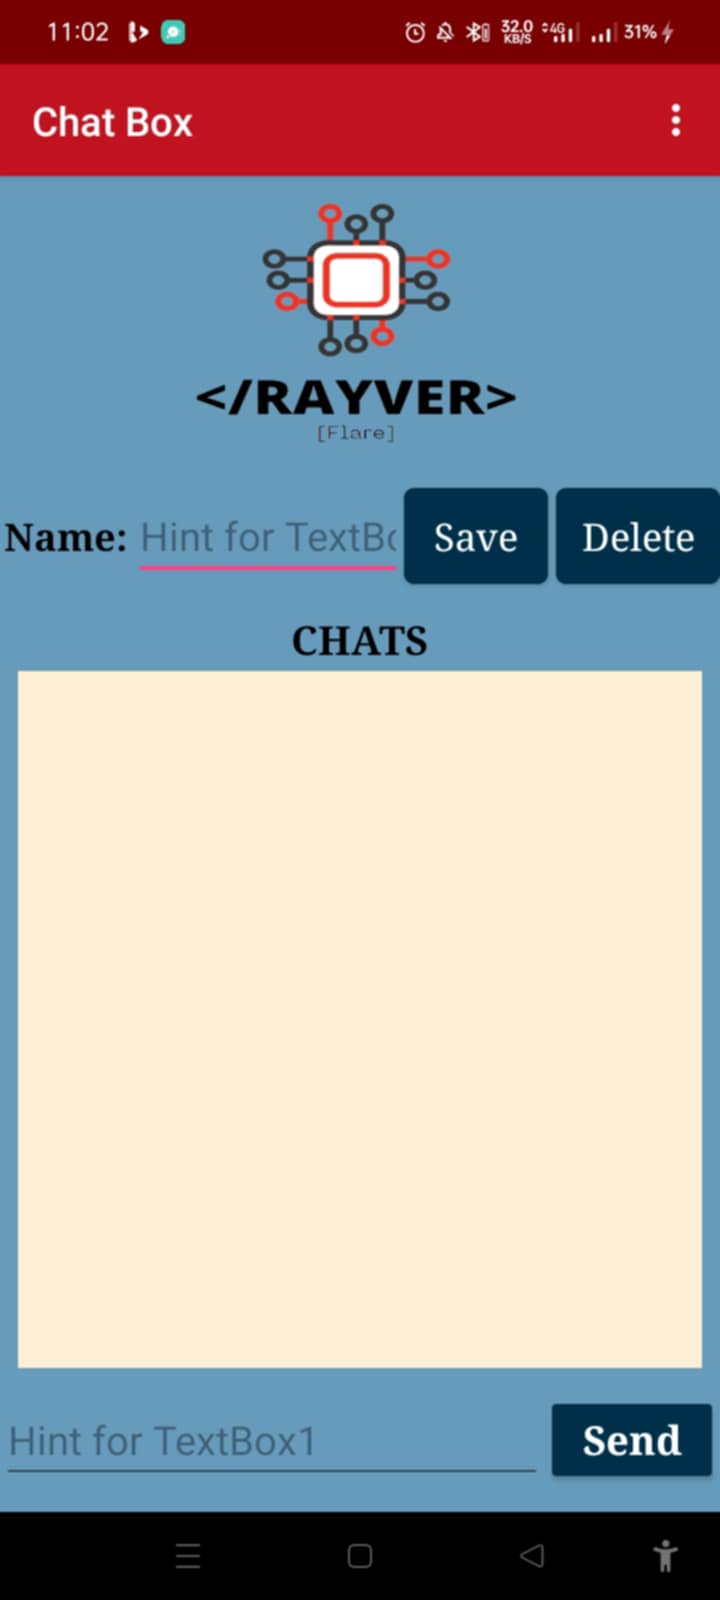 11:02 32.0 KB/S 4G 31%
Chat Box
</RAYVER>
[Flare]
Name: Hint for TextBo Save Delete
CHATS
Hint for TextBox1 Send